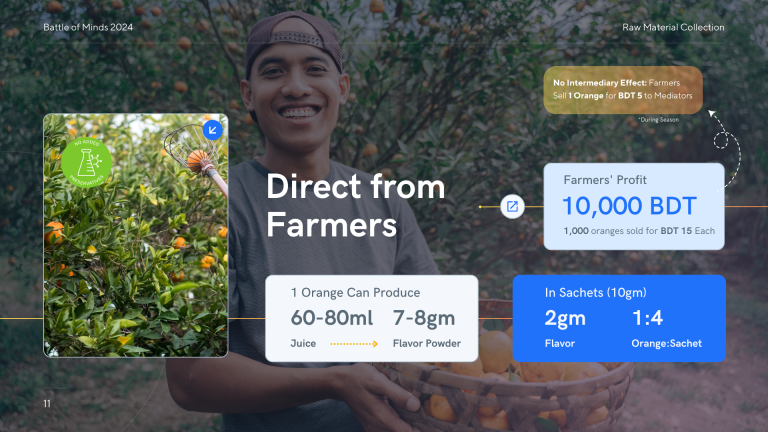 Battle of Minds 2024
Raw Material Collection
No Intermediary Effect: Farmers
Sell 1 Orange for BDT 5 to Mediators
*During Season
NO ADDED
PRESERVATIVES
Direct from
Farmers
Farmers' Profit
10,000 BDT
1,000 oranges sold for BDT 15 Each
1 Orange Can Produce
60-80ml 7-8gm
Juice Flavor Powder
In Sachets (10gm)
2gm 1:4
Flavor Orange:Sachet
11